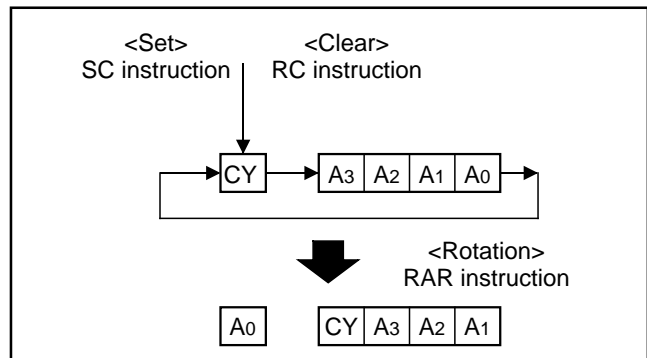 <Set> <Clear>
SC instruction RC instruction
CY A3 A2 A1 A0
<Rotation>
RAR instruction
A0 CY A3 A2 A1